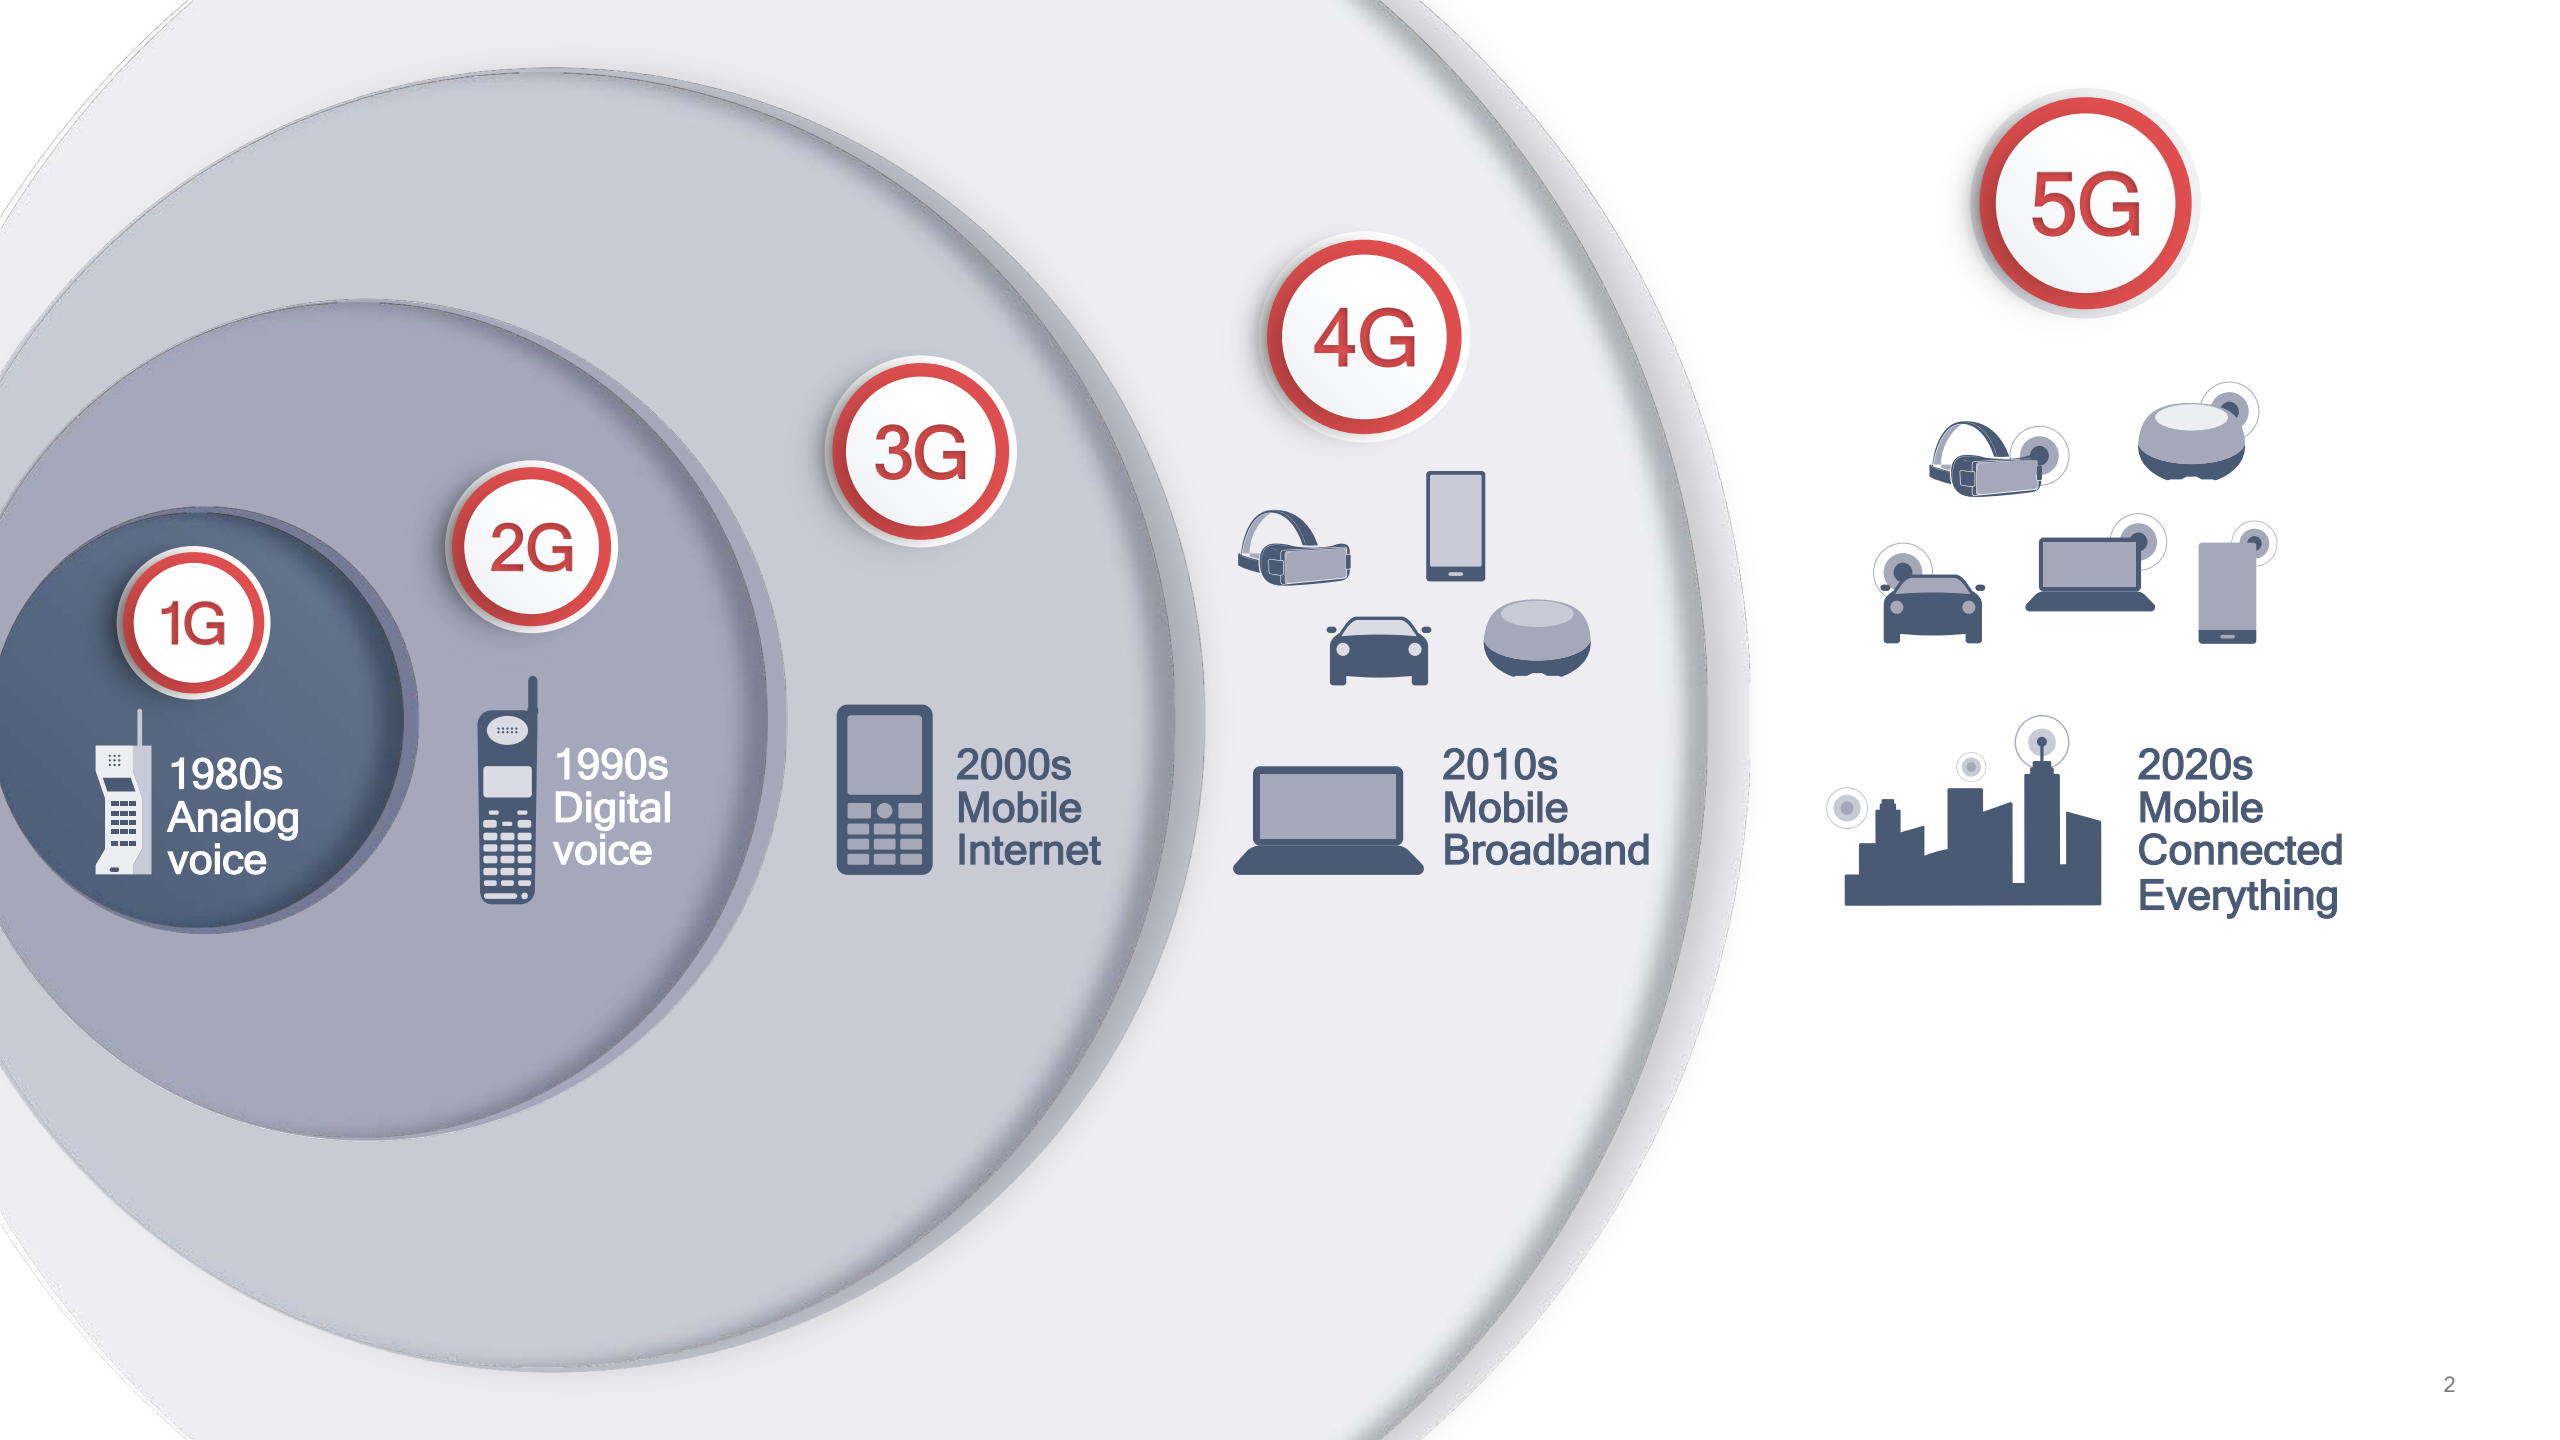 1G
1980s
Analog
voice
2G
1990s
Digital
voice
3G
2000s
Mobile
Internet
4G
2010s
Mobile
Broadband
5G
2020s
Mobile
Connected
Everything
2